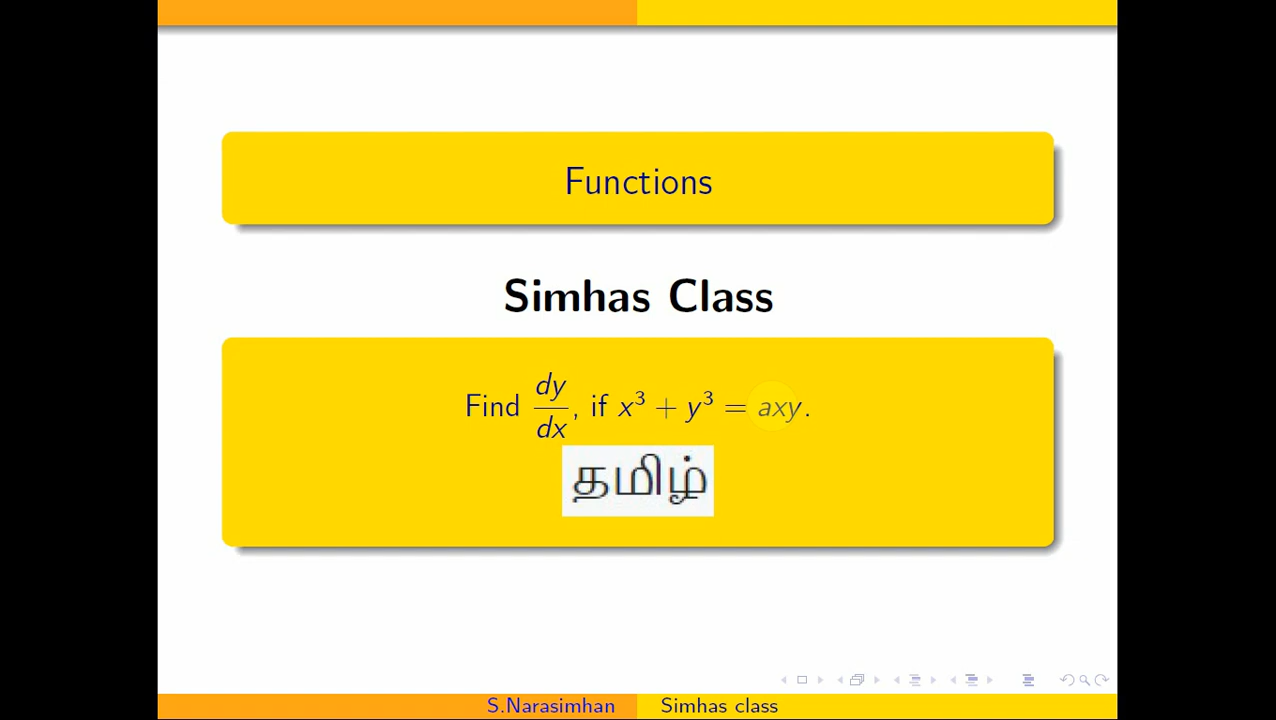 Functions
Simhas Class
Find dy/dx, if x³ + y³ = axy.
தமிழ்
S.Narasimhan Simhas class